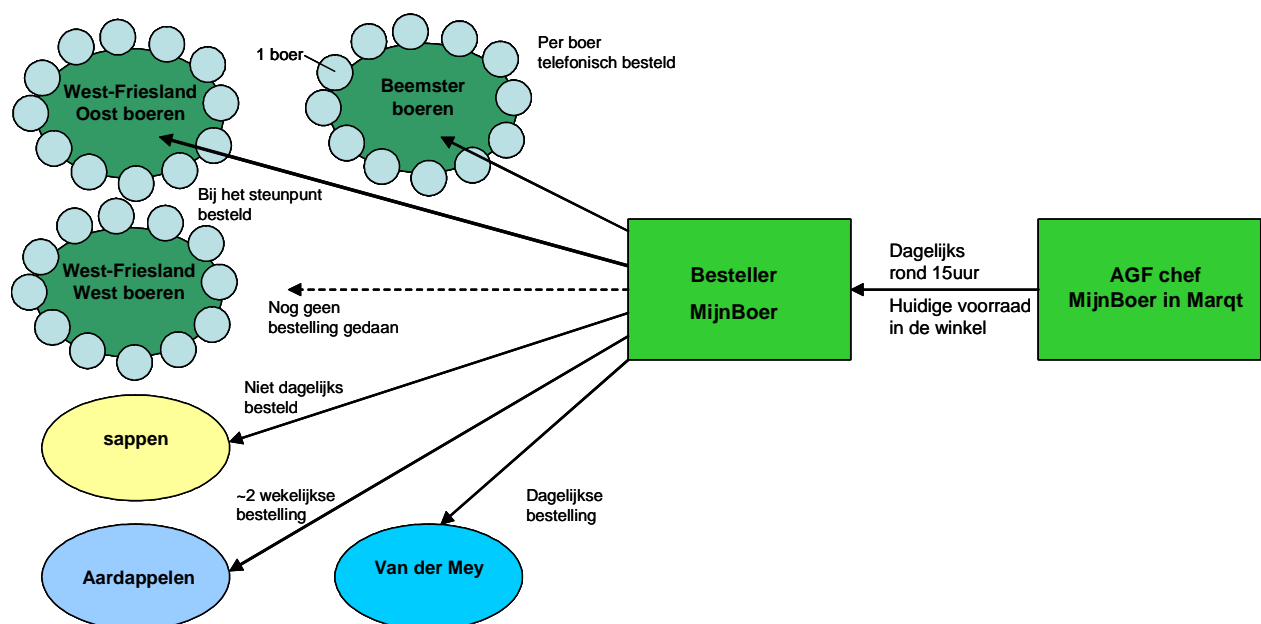 1 boer
Per boer
telefonisch besteld
West-Friesland
Oost boeren
Beemster
boeren
Bij het steunpunt
besteld
West-Friesland
West boeren
Nog geen
bestelling gedaan
Besteller
MijnBoer
Dagelijks
rond 15uur
Huidige voorraad
in de winkel
AGF chef
MijnBoer in Marqt
Niet dagelijks
besteld
sappen
~2 wekelijkse
bestelling
Aardappelen
Dagelijkse
bestelling
Van der Mey